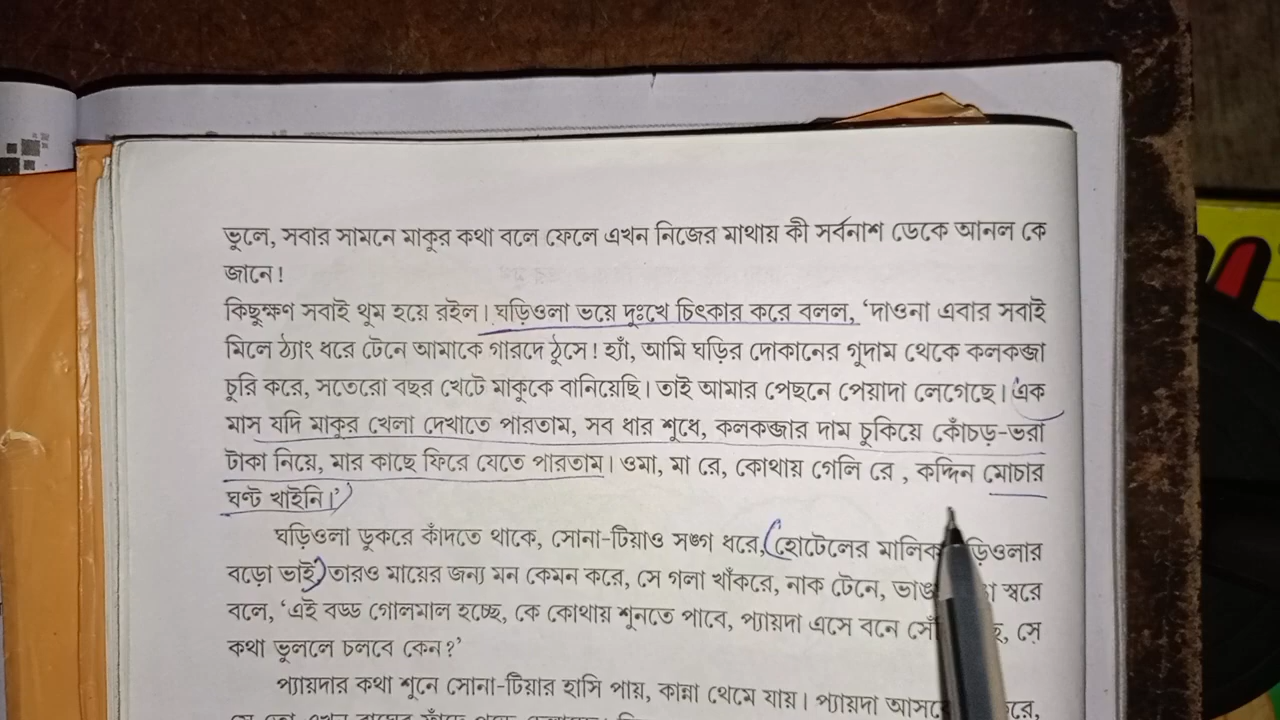 ভুলে, সবার সামনে মাকুর কথা বলে ফেলে এখন নিজের মাথায় কী সর্বনাশ ডেকে আনল কে
জানে!
কিছুক্ষণ সবাই থুম হয়ে রইল। ঘড়িওলা ভয়ে দুঃখে চিৎকার করে বলল, ‘দাওনা এবার সবাই
মিলে ঠ্যাং ধরে টেনে আমাকে গারদে ঠুসে! হ্যাঁ, আমি ঘড়ির দোকানের গুদাম থেকে কলকব্জা
চুরি করে, সতেরো বছর খেটে মাকুকে বানিয়েছি। তাই আমার পেছনে পেয়াদা লেগেছে। এক
মাস যদি মাকুর খেলা দেখাতে পারতাম, সব ধার শুধে, কলকব্জার দাম চুকিয়ে কোঁচড়-ভরা
টাকা নিয়ে, মার কাছে ফিরে যেতে পারতাম। ওমা, মা রে, কোথায় গেলি রে , কদ্দিন মোচার
ঘণ্ট খাইনি।’
ঘড়িওলা ডুকরে কাঁদতে থাকে, সোনা-টিয়াও সঙ্গ ধরে, হোটেলের মালিক ড়িওলার
বড়ো ভাই, তারও মায়ের জন্য মন কেমন করে, সে গলা খাঁকরে, নাক টেনে, স্বরে
বলে, ‘এই বড্ড গোলমাল হচ্ছে, কে কোথায় শুনতে পাবে, প্যায়দা এসে বনে সে
কথা ভুললে চলবে কেন?’
প্যায়দার কথা শুনে সোনা-টিয়ার হাসি পায়, কান্না থেমে যায়। প্যায়দা